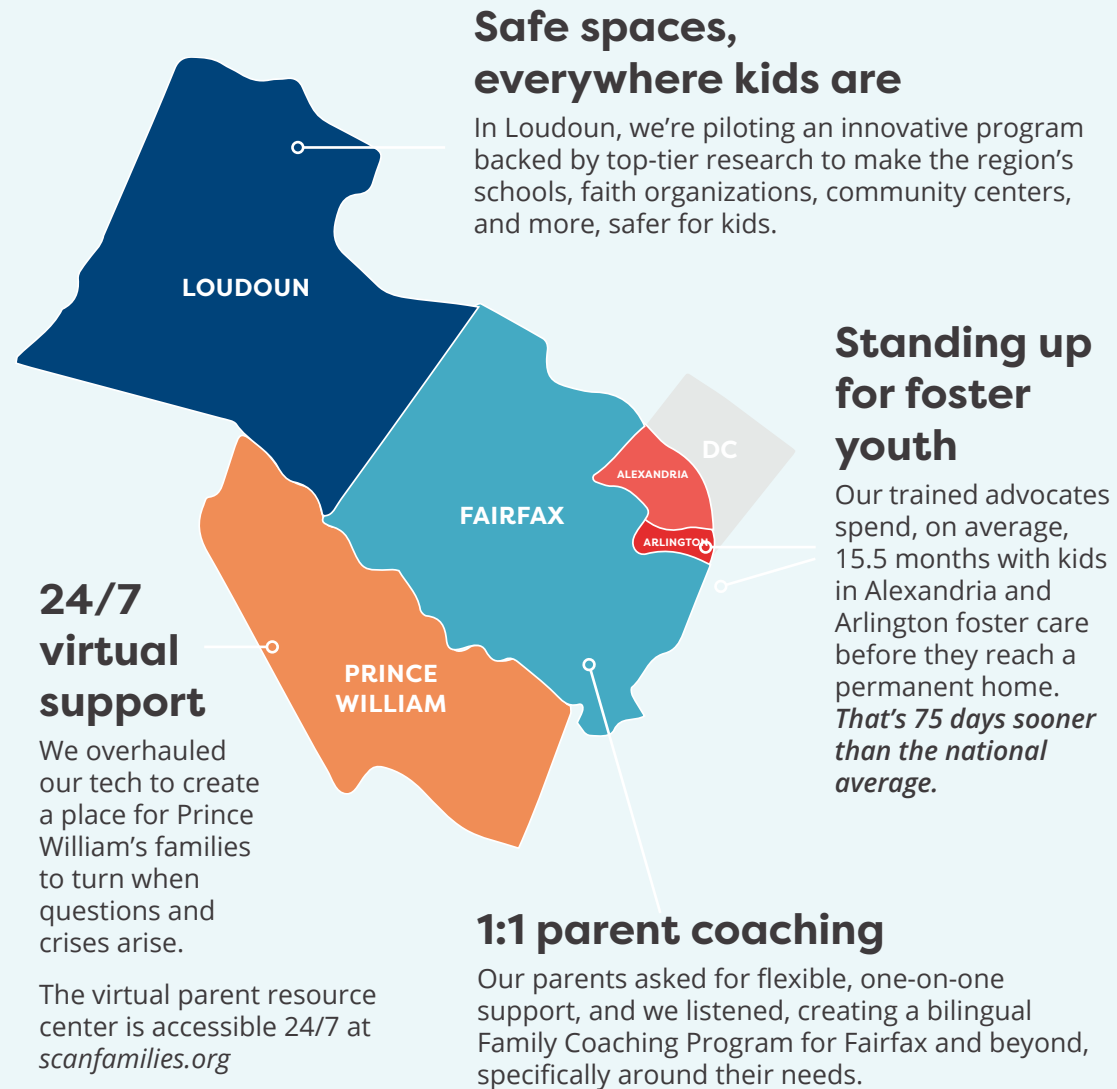 Safe spaces,
everywhere kids are
In Loudoun, we're piloting an innovative program
backed by top-tier research to make the region's
schools, faith organizations, community centers,
and more, safer for kids.
LOUDOUN
Standing up
for foster
youth
Our trained advocates
spend, on average,
15.5 months with kids
in Alexandria and
Arlington foster care
before they reach a
permanent home.
That's 75 days sooner
than the national
average.
DC
ALEXANDRIA
FAIRFAX
ARLINGTON
24/7
virtual
support
We overhauled
our tech to create
a place for Prince
William's families
to turn when
questions and
crises arise.
The virtual parent resource
center is accessible 24/7 at
scanfamilies.org
PRINCE
WILLIAM
1:1 parent coaching
Our parents asked for flexible, one-on-one
support, and we listened, creating a bilingual
Family Coaching Program for Fairfax and beyond,
specifically around their needs.